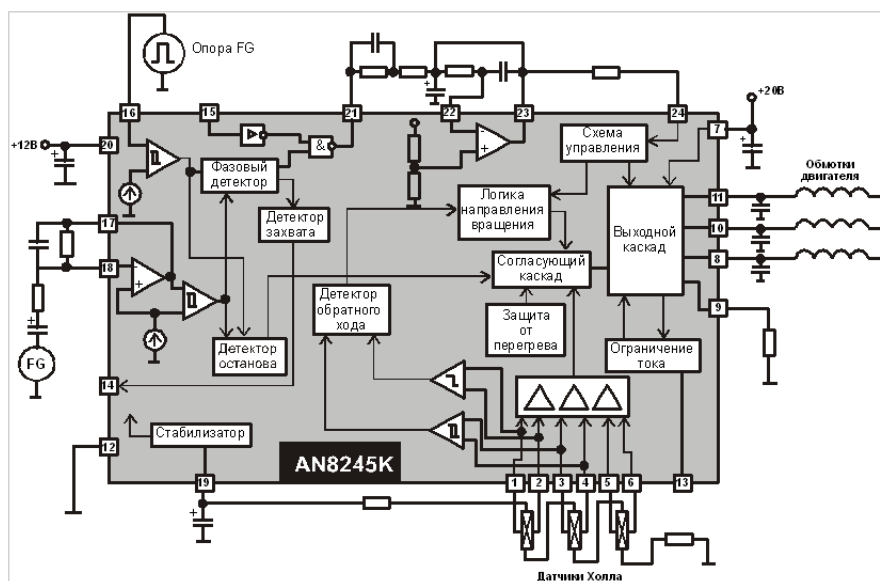 Опора FG
16
15
21
22
23
24
+20В
+12В
20
7
&
Фазовый
детектор
Схема
управления
Обмотки
двигателя
Детектор
захвата
Логика
направления
вращения
11
17
Выходной
каскад
10
18
Согласующий
каскад
8
Детектор
обратного
хода
9
Защита
от
перегрева
FG
Детектор
останова
Ограничение
тока
14
12
Стабилизатор
AN8245K
19
1
2
3
4
5
6
13
Датчики Холла